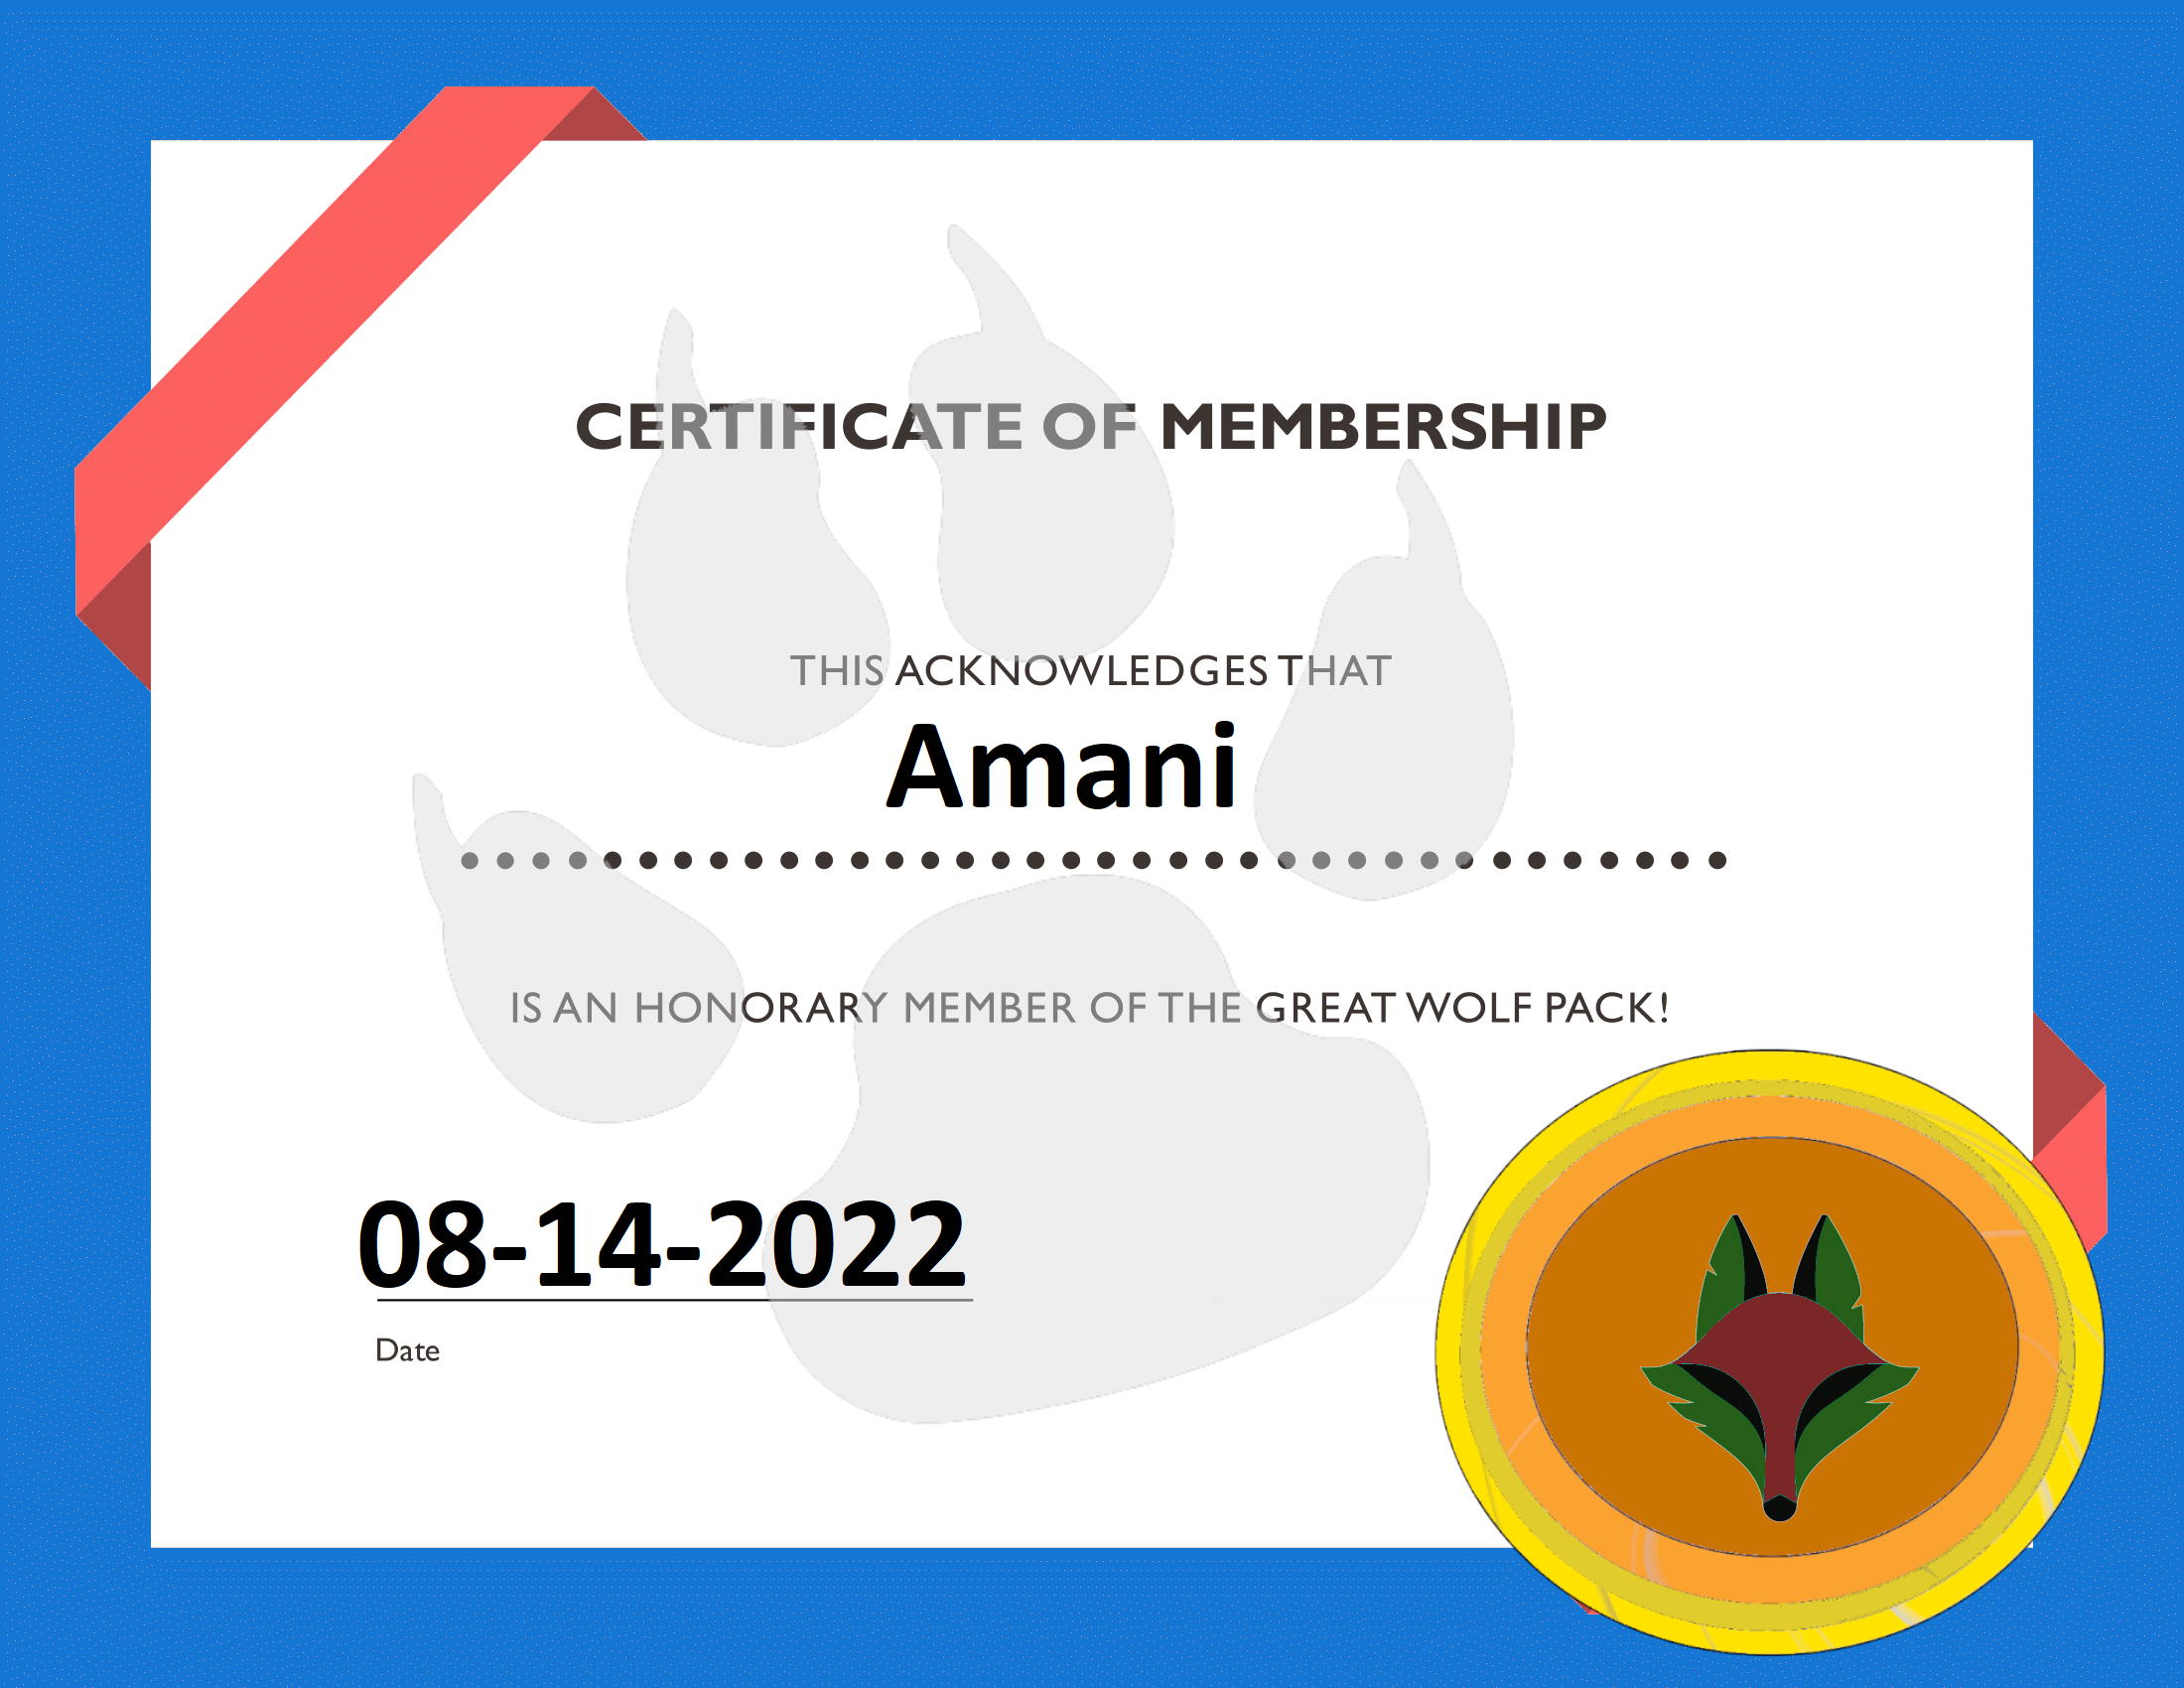 CERTIFICATE OF MEMBERSHIP
THIS ACKNOWLEDGES THAT
Amani
IS AN HONORARY MEMBER OF THE GREAT WOLF PACK!
08-14-2022
Date